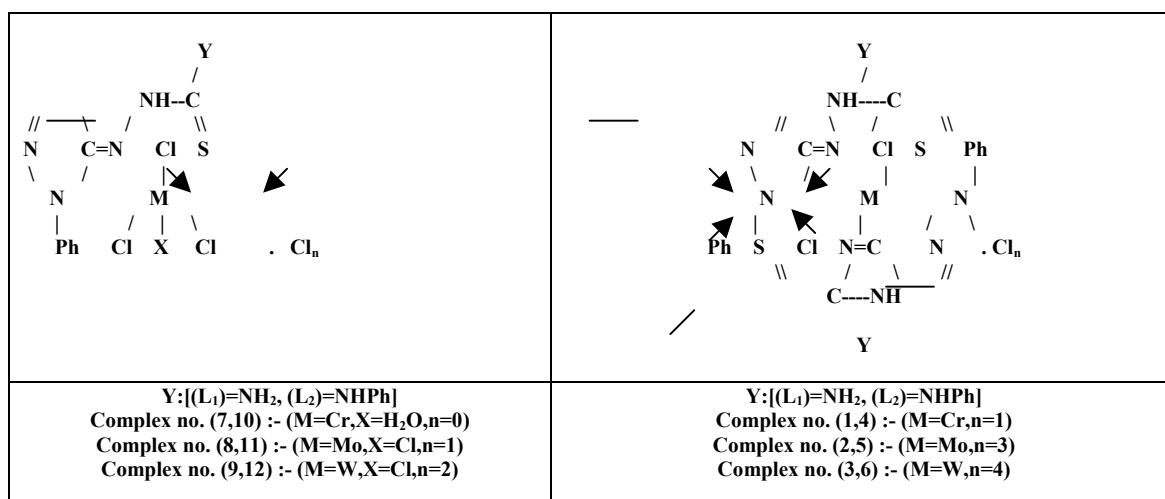 Y
/
NH--C
// \ / \\
N C=N Cl S
\ / |
N M
| / | \
Ph Cl X Cl . Cln
Y:[(L1)=NH2, (L2)=NHPh]
Complex no. (7,10) :- (M=Cr,X=H2O,n=0)
Complex no. (8,11) :- (M=Mo,X=Cl,n=1)
Complex no. (9,12) :- (M=W,X=Cl,n=2)
Y
/
NH----C
// \ / \\
N C=N Cl S Ph
\ / | |
N M N
| | / \
Ph S Cl N=C N . Cln
\\ / \ //
C----NH
Y
Y:[(L1)=NH2, (L2)=NHPh]
Complex no. (1,4) :- (M=Cr,n=1)
Complex no. (2,5) :- (M=Mo,n=3)
Complex no. (3,6) :- (M=W,n=4)